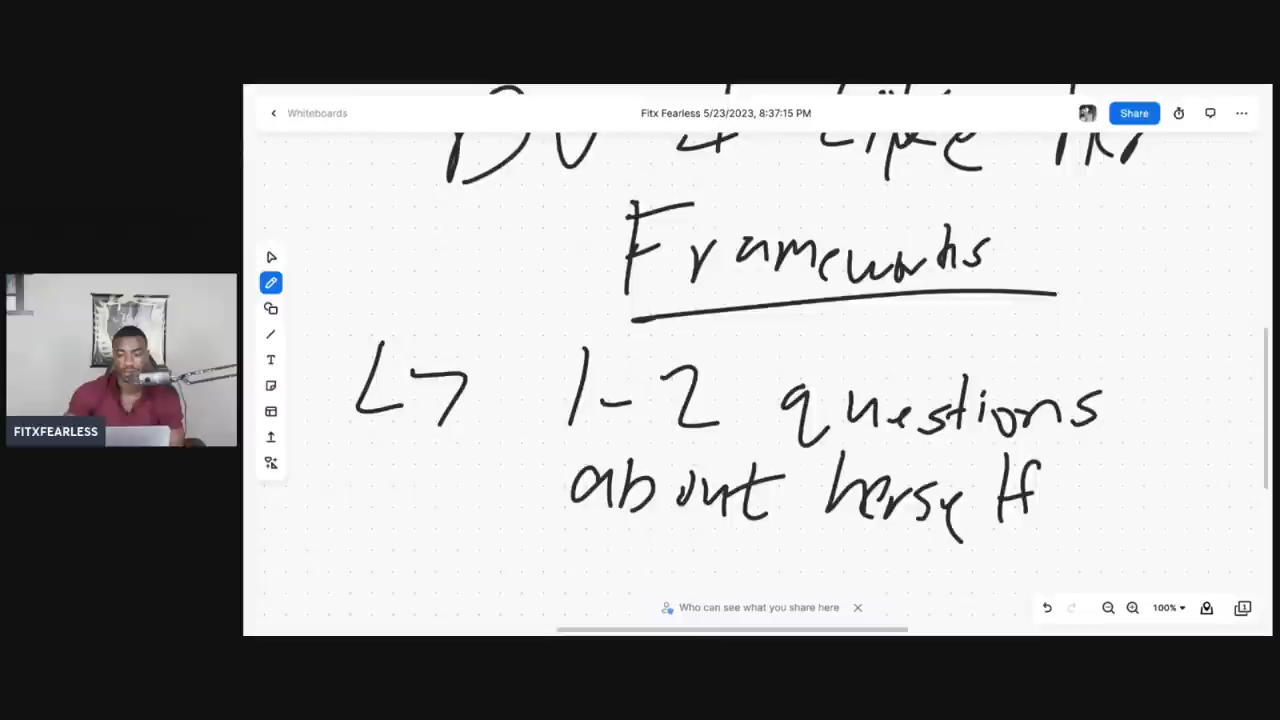 Whiteboards
Fitx Fearless 5/23/2023, 8:37:15 PM
Share
Frameworks
1-2 questions
about herself
T
FITXFEARLESS
Who can see what you share here
100%
1